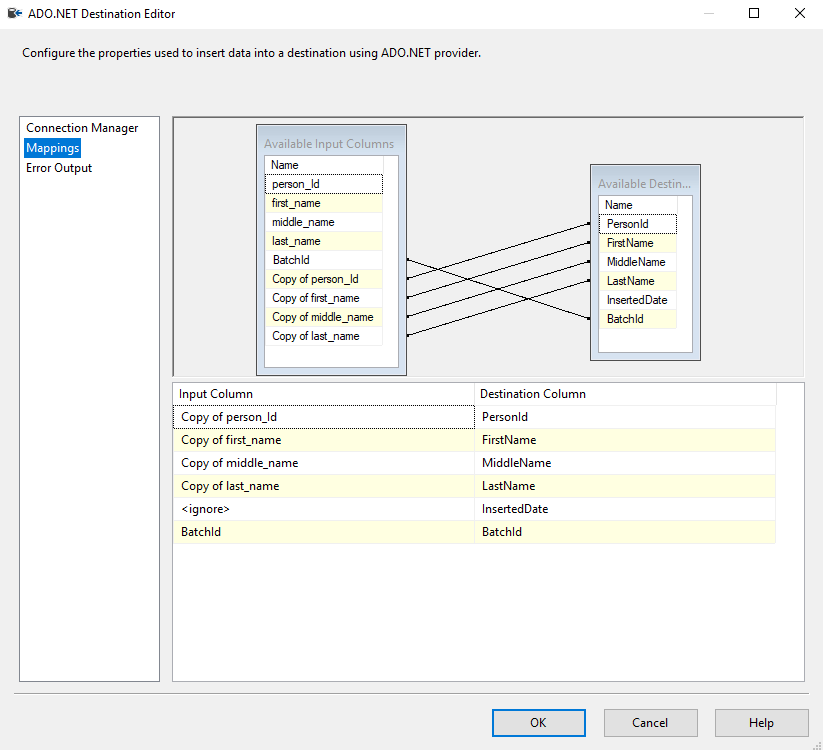 ADO.NET Destination Editor
Configure the properties used to insert data into a destination using ADO.NET provider.
Connection Manager
Mappings
Error Output
Available Input Columns
Name
person_Id
first_name
middle_name
last_name
BatchId
Copy of person_Id
Copy of first_name
Copy of middle_name
Copy of last_name
Available Destin...
Name
PersonId
FirstName
MiddleName
LastName
InsertedDate
BatchId
Input Column Destination Column
Copy of person_Id PersonId
Copy of first_name FirstName
Copy of middle_name MiddleName
Copy of last_name LastName
<ignore> InsertedDate
BatchId BatchId
OK Cancel Help